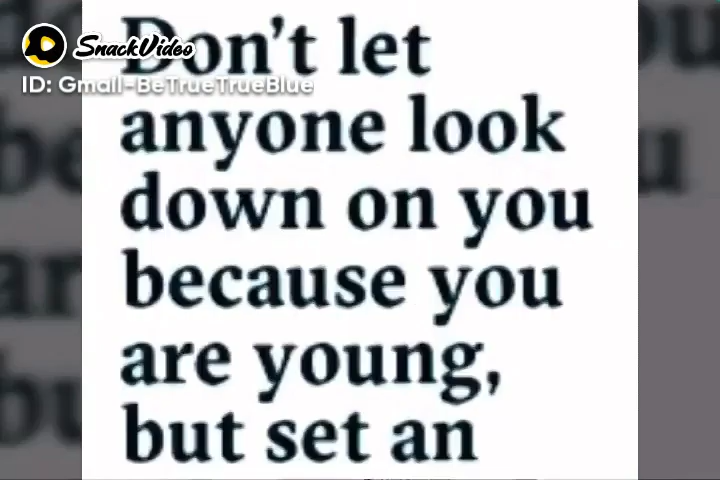 SnackVideo
ID: Gmail-BeTrueTrueBlue
Don't let
anyone look
down on you
because you
are young,
but set an